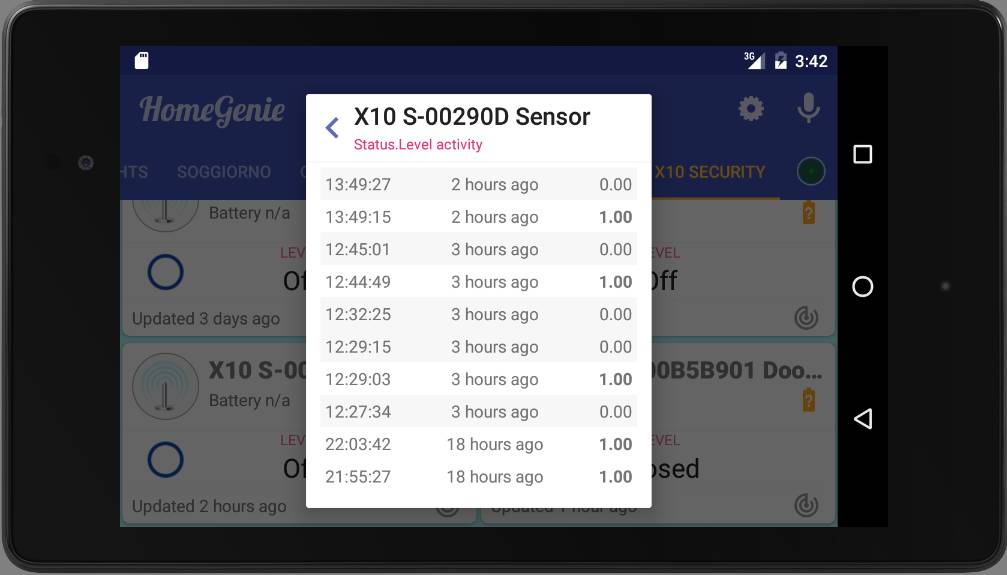 3G 3:42
HomeGenie
X10 S-00290D Sensor
Status.Level activity
HTS SOGGIORNO X10 SECURITY
13:49:27 2 hours ago 0.00
13:49:15 2 hours ago 1.00
12:45:01 3 hours ago 0.00
12:44:49 3 hours ago 1.00
12:32:25 3 hours ago 0.00
12:29:15 3 hours ago 0.00
12:29:03 3 hours ago 1.00
12:27:34 3 hours ago 0.00
22:03:42 18 hours ago 1.00
21:55:27 18 hours ago 1.00
Battery n/a
LEV EVEL
Of Off
Updated 3 days ago
X10 S-00 00B5B901 Doo...
Battery n/a
LEV EVEL
Of osed
Updated 2 hours ago Updated 1 hour ago